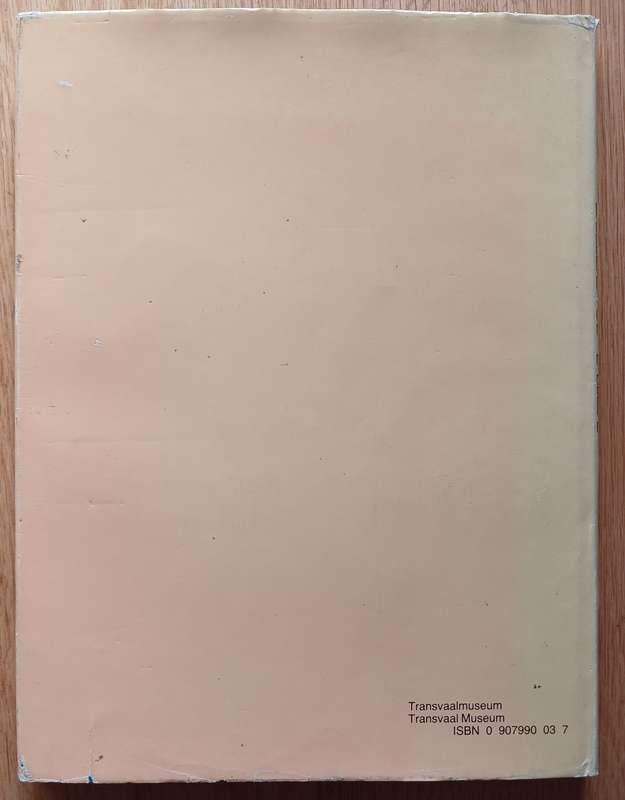 Transvaalmuseum
Transvaal Museum
ISBN 0 907990 03 7